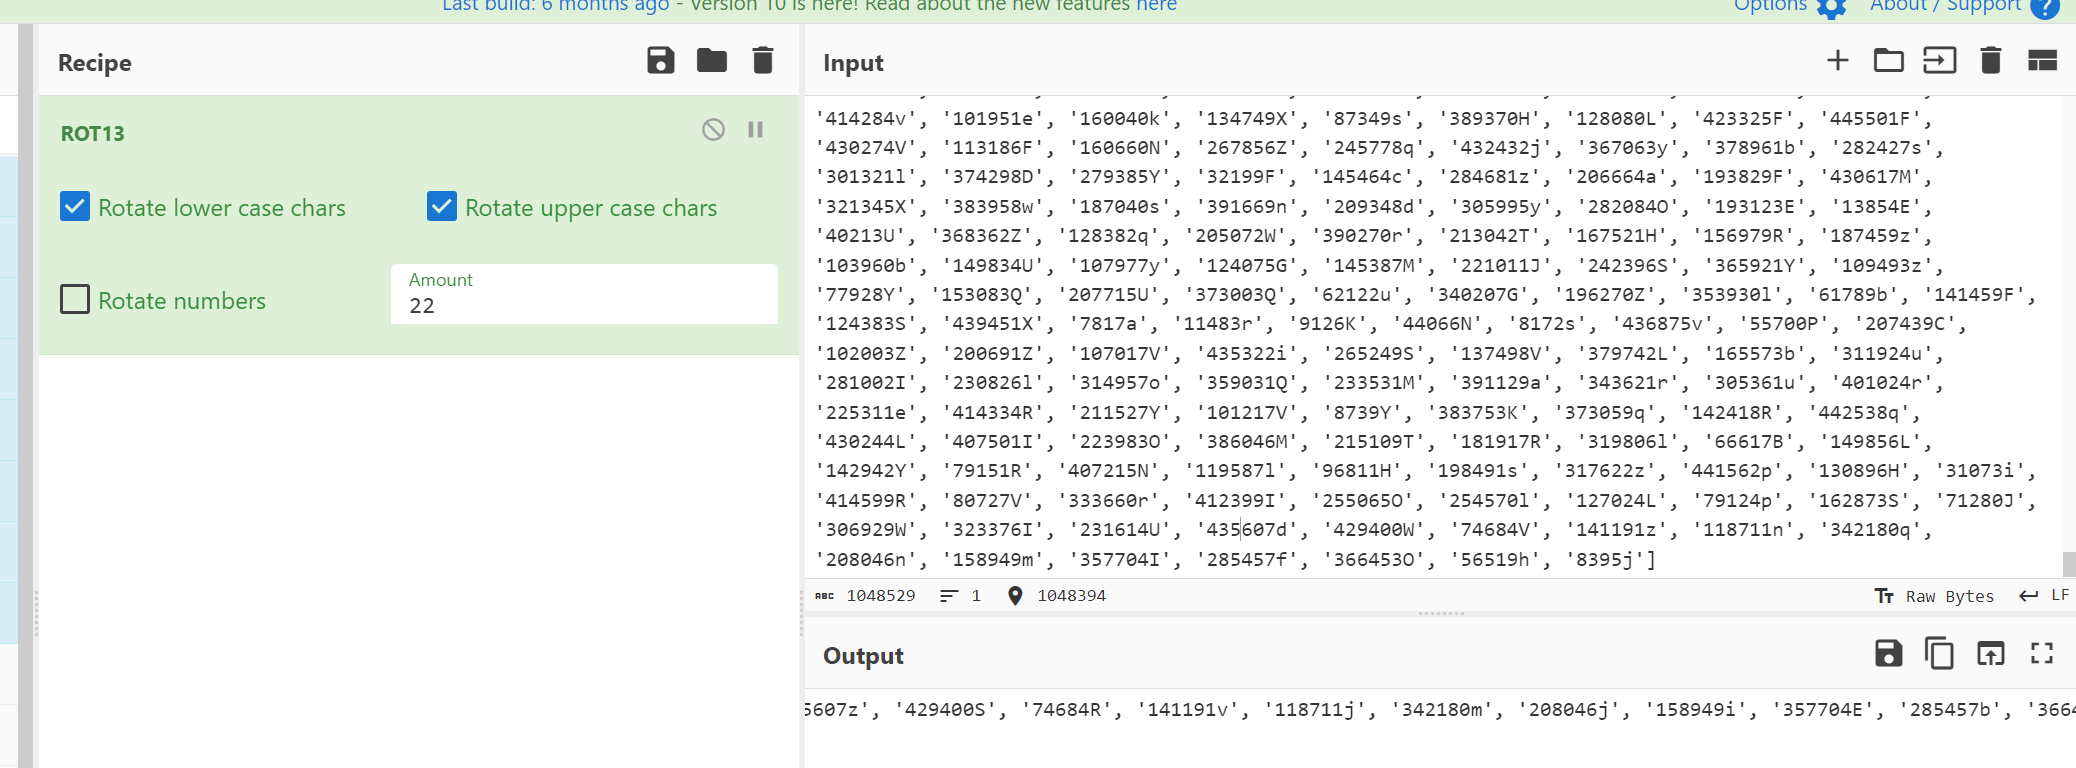 Last build: 6 months ago - Version 10 is here! Read about the new features here
Options
About / Support
Recipe
ROT13
Rotate lower case chars
Rotate upper case chars
Rotate numbers
Amount
22
Input
'414284v', '101951e', '160040k', '134749X', '87349s', '389370H', '128080L', '423325F', '445501F',
'430274V', '113186F', '160660N', '267856Z', '245778q', '432432j', '367063y', '378961b', '282427s',
'301321l', '374298D', '279385Y', '32199F', '145464c', '284681z', '206664a', '193829F', '430617M',
'321345X', '383958w', '187040s', '391669n', '209348d', '305995y', '282084O', '193123E', '13854E',
'40213U', '368362Z', '128382q', '205072W', '390270r', '213042T', '167521H', '156979R', '187459z',
'103960b', '149834U', '107977y', '124075G', '145387M', '221011J', '242396S', '365921Y', '109493z',
'77928Y', '153083Q', '207715U', '373003Q', '62122u', '340207G', '196270Z', '353930l', '61789b', '141459F',
'124383S', '439451X', '7817a', '11483r', '9126K', '44066N', '8172s', '436875v', '55700P', '207439C',
'102003Z', '200691Z', '107017V', '435322i', '265249S', '137498V', '379742L', '165573b', '311924u',
'281002I', '230826l', '314957o', '359031Q', '233531M', '391129a', '343621r', '305361u', '401024r',
'225311e', '414334R', '211527Y', '101217V', '8739Y', '383753K', '373059q', '142418R', '442538q',
'430244L', '407501I', '223983O', '386046M', '215109T', '181917R', '319806l', '66617B', '149856L',
'142942Y', '79151R', '407215N', '119587l', '96811H', '198491s', '317622z', '441562p', '130896H', '31073i',
'414599R', '80727V', '333660r', '412399I', '255065O', '254570l', '127024L', '79124p', '162873S', '71280J',
'306929W', '323376I', '231614U', '435607d', '429400W', '74684V', '141191z', '118711n', '342180q',
'208046n', '158949m', '357704I', '285457f', '366453O', '56519h', '8395j']
ABC 1048529 1 1048394
Raw Bytes LF
Output
5607z', '429400S', '74684R', '141191v', '118711j', '342180m', '208046j', '158949i', '357704E', '285457b', '366